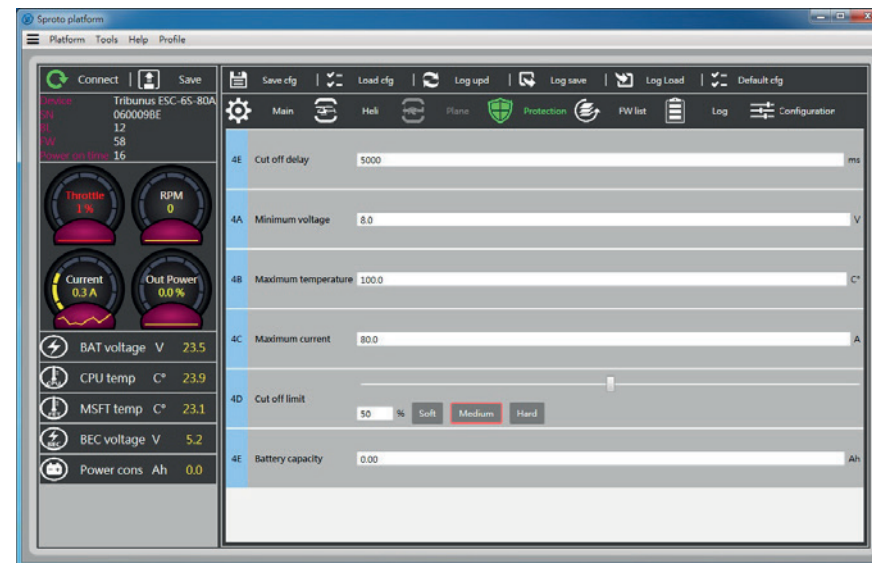 Sproto platform
Platform Tools Help Profile
Connect | Save
Save cfg | Load cfg | Log upd | Log save | Log Load | Default cfg
Main Heli Plane Protection FW list Log Configuration
Device Tribunus ESC-6S-80A
SN 060009BE
12
FW 58
Power on time 16
Throttle
1 %
RPM
0
Current
0.3 A
Out Power
0.0 %
BAT voltage V 23.5
CPU temp C° 23.9
MSFT temp C° 23.1
BEC voltage V 5.2
Power cons Ah 0.0
4E Cut off delay 5000 ms
4A Minimum voltage 8.0 V
4B Maximum temperature 100.0 C°
4C Maximum current 80.0 A
4D Cut off limit
50 % Soft Medium Hard
4E Battery capacity 0.00 Ah